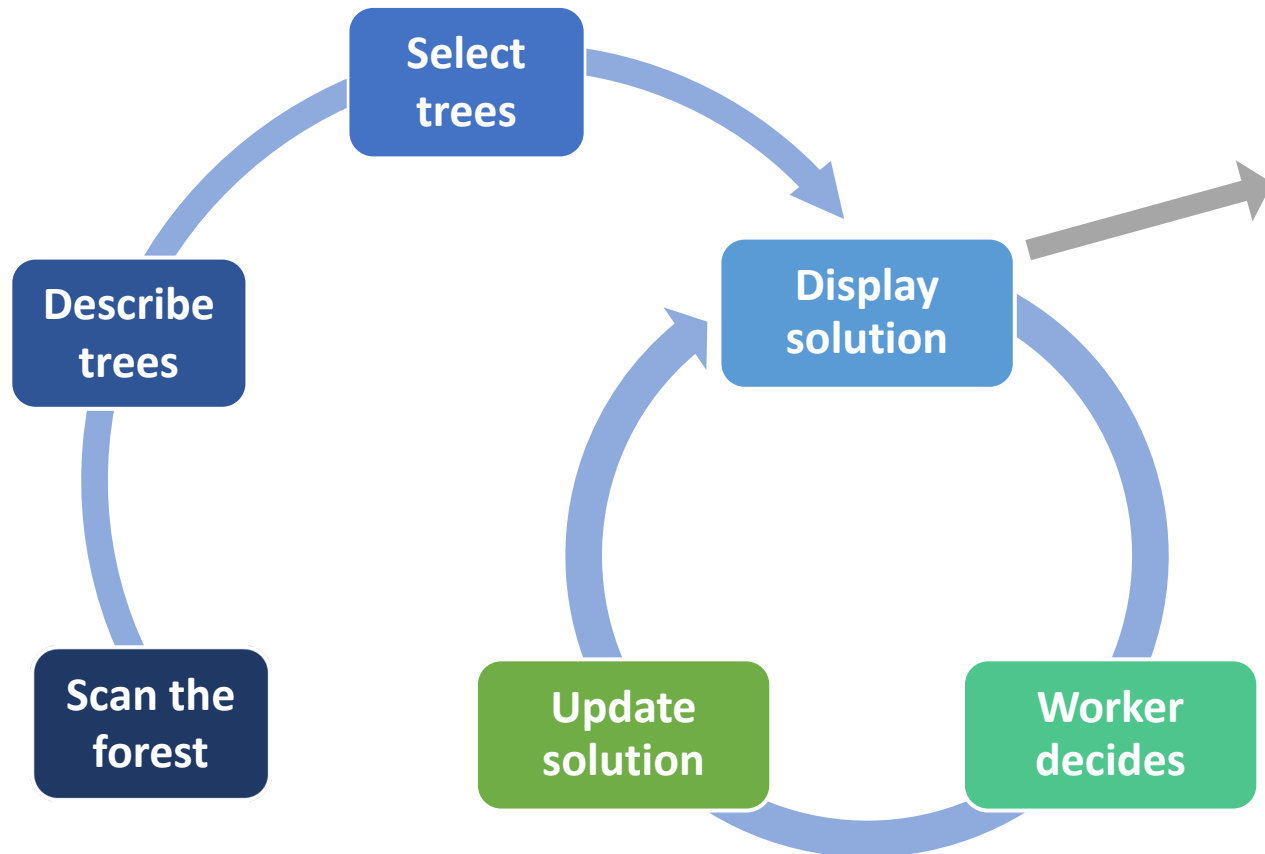 Select
trees
Describe
trees
Display
solution
Scan the
forest
Update
solution
Worker
decides